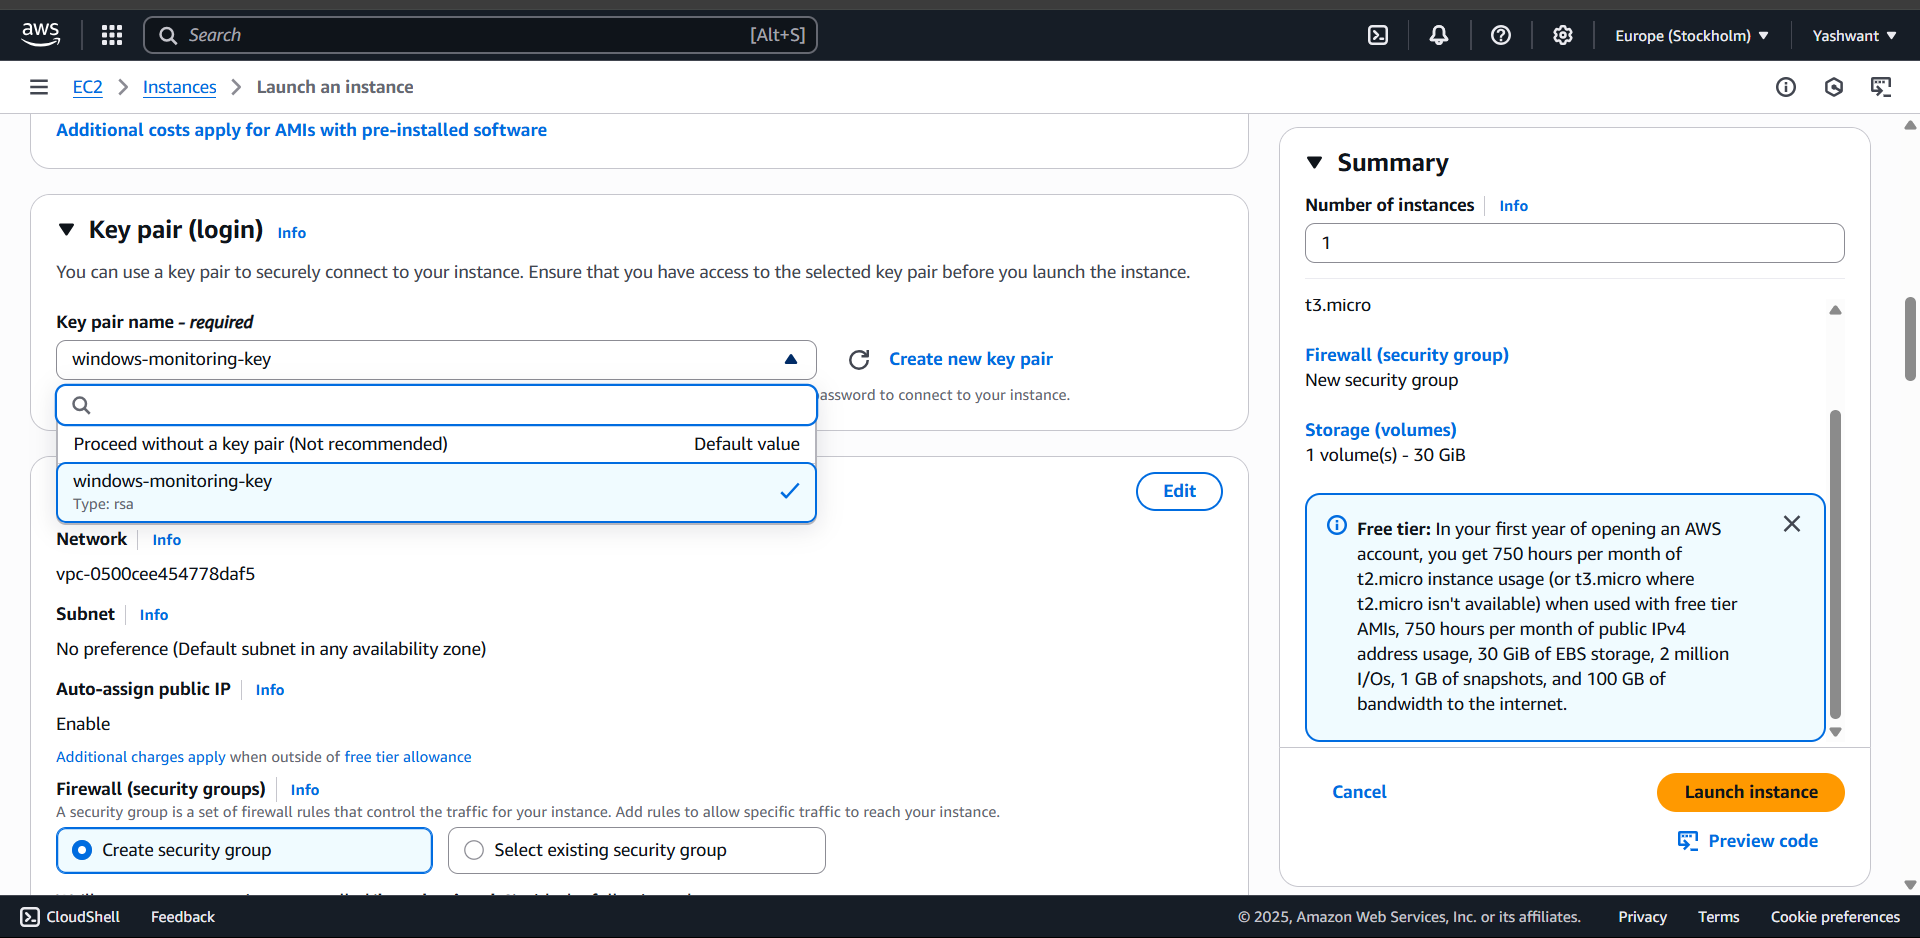 aws
Search [Alt+S]
Europe (Stockholm)
Yashwant
EC2
Instances
Launch an instance
Additional costs apply for AMIs with pre-installed software
Key pair (login) Info
You can use a key pair to securely connect to your instance. Ensure that you have access to the selected key pair before you launch the instance.
Key pair name - required
windows-monitoring-key
Create new key pair
to connect to your instance.
Proceed without a key pair (Not recommended) Default value
windows-monitoring-key
Type: rsa
Edit
Network Info
vpc-0500cee454778daf5
Subnet Info
No preference (Default subnet in any availability zone)
Auto-assign public IP Info
Enable
Additional charges apply when outside of free tier allowance
Firewall (security groups) Info
A security group is a set of firewall rules that control the traffic for your instance. Add rules to allow specific traffic to reach your instance.
Create security group
Select existing security group
Summary
Number of instances Info
1
t3.micro
Firewall (security group)
New security group
Storage (volumes)
1 volume(s) - 30 GiB
Free tier: In your first year of opening an AWS
account, you get 750 hours per month of
t2.micro instance usage (or t3.micro where
t2.micro isn't available) when used with free tier
AMIs, 750 hours per month of public IPv4
address usage, 30 GiB of EBS storage, 2 million
I/Os, 1 GB of snapshots, and 100 GB of
bandwidth to the internet.
Cancel
Launch instance
Preview code
CloudShell
Feedback
© 2025, Amazon Web Services, Inc. or its affiliates.
Privacy
Terms
Cookie preferences